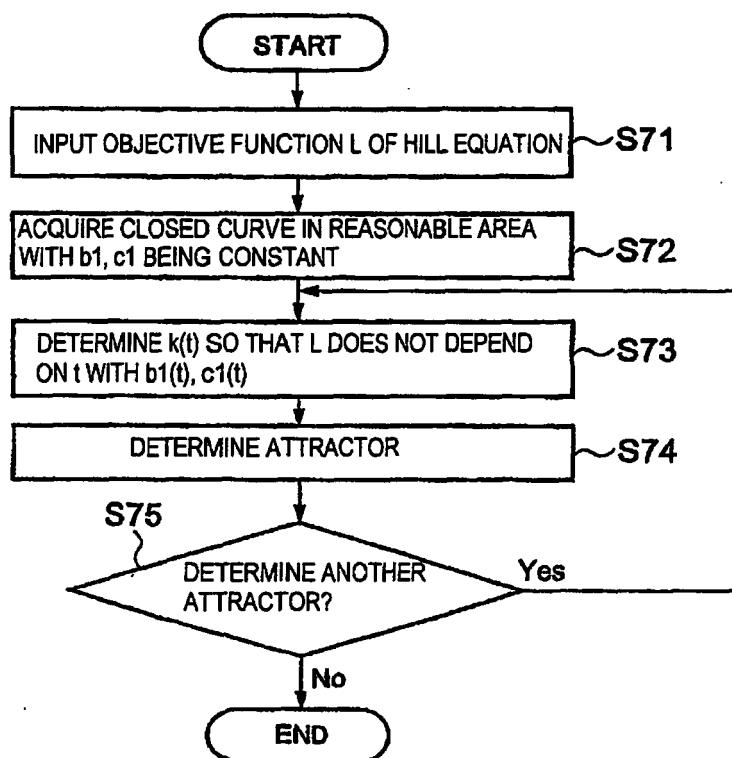 START
INPUT OBJECTIVE FUNCTION L OF HILL EQUATION
S71
ACQUIRE CLOSED CURVE IN REASONABLE AREA
WITH b1, c1 BEING CONSTANT
S72
DETERMINE k(t) SO THAT L DOES NOT DEPEND
ON t WITH b1(t), c1(t)
S73
DETERMINE ATTRACTOR
S74
S75
DETERMINE ANOTHER
ATTRACTOR?
Yes
No
END